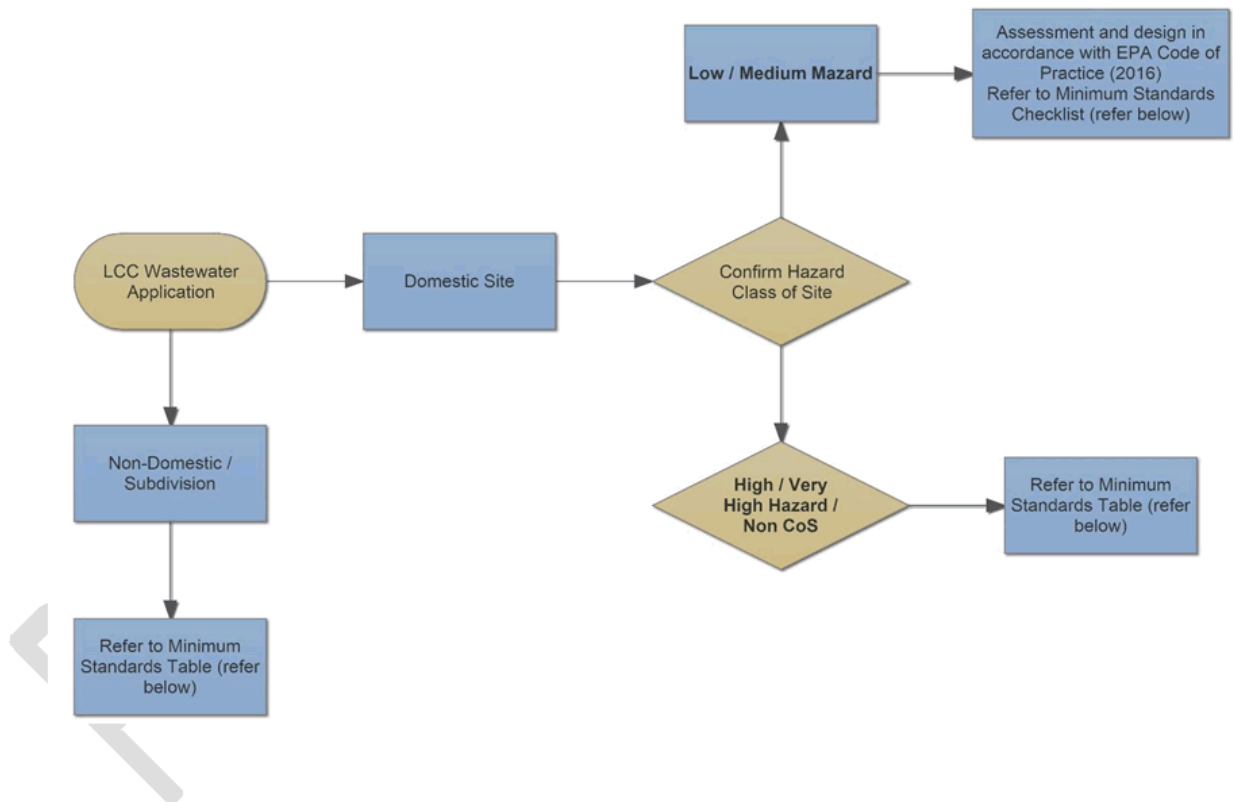 Low / Medium Mazard
Assessment and design in
accordance with EPA Code of
Practice (2016)
Refer to Minimum Standards
Checklist (refer below)
LCC Wastewater
Application
Domestic Site
Confirm Hazard
Class of Site
Non-Domestic /
Subdivision
High / Very
High Hazard /
Non CoS
Refer to Minimum
Standards Table (refer
below)
Refer to Minimum
Standards Table (refer
below)